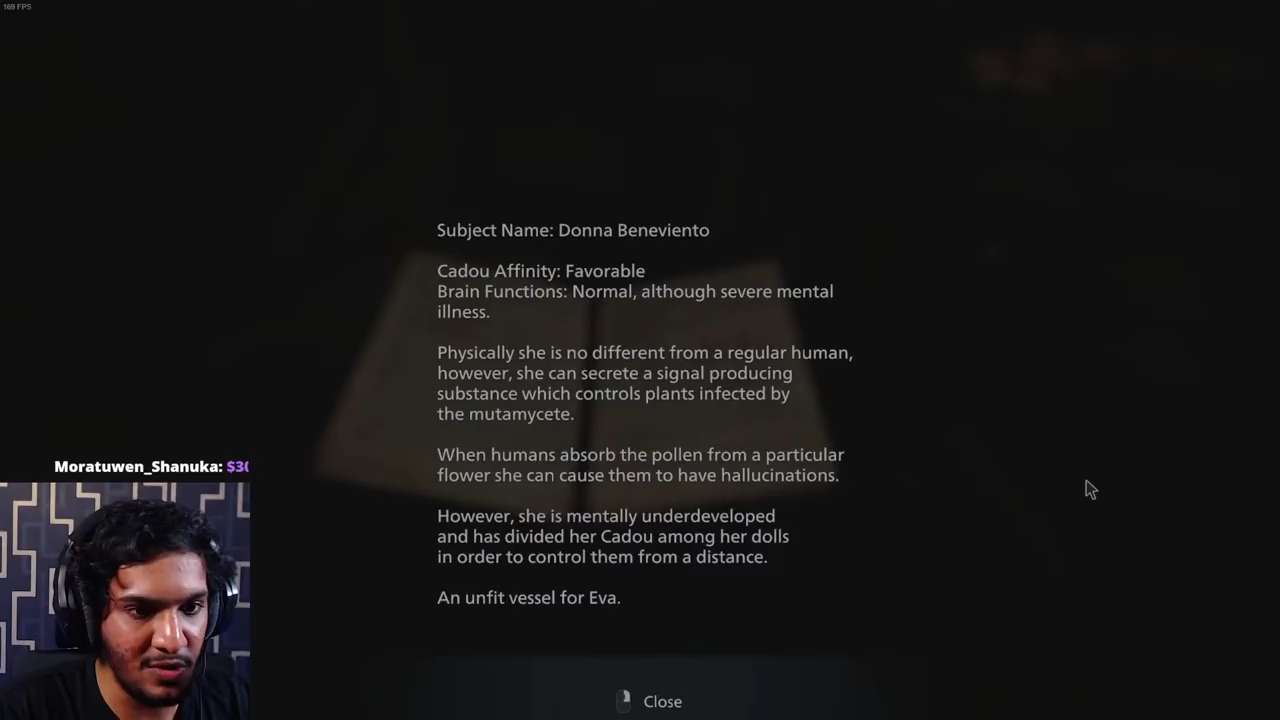 169 FPS
Subject Name: Donna Beneviento
Cadou Affinity: Favorable
Brain Functions: Normal, although severe mental
illness.
Physically she is no different from a regular human,
however, she can secrete a signal producing
substance which controls plants infected by
the mutamycete.
When humans absorb the pollen from a particular
flower she can cause them to have hallucinations.
However, she is mentally underdeveloped
and has divided her Cadou among her dolls
in order to control them from a distance.
An unfit vessel for Eva.
Moratuwen_Shanuka: $30
Close